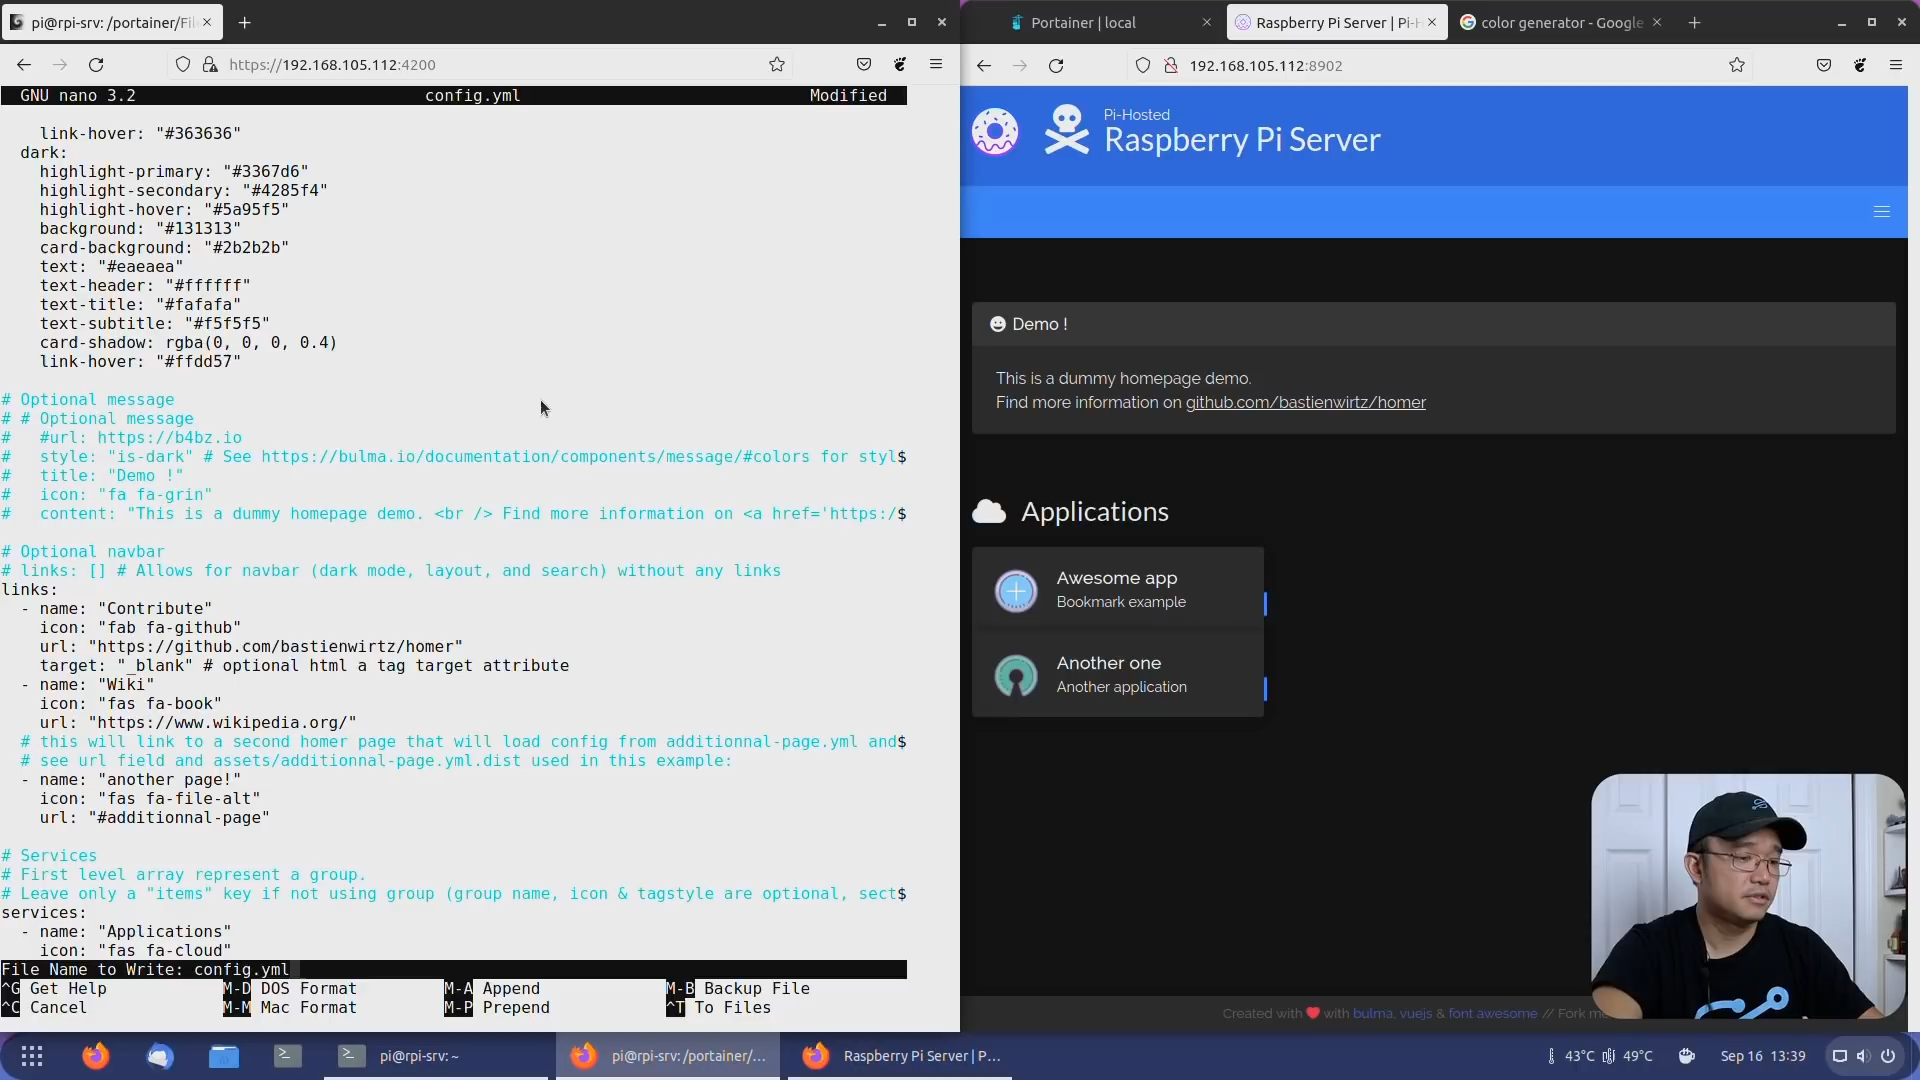 pi@rpi-srv: /portainer/Fil
https://192.168.105.112:4200
GNU nano 3.2 config.yml Modified
link-hover: "#363636"
dark:
highlight-primary: "#3367d6"
highlight-secondary: "#4285f4"
highlight-hover: "#5a95f5"
background: "#131313"
card-background: "#2b2b2b"
text: "#eaeaea"
text-header: "#ffffff"
text-title: "#fafafa"
text-subtitle: "#f5f5f5"
card-shadow: rgba(0, 0, 0, 0.4)
link-hover: "#ffdd57"
# Optional message
# # Optional message
#   #url: https://b4bz.io
#   style: "is-dark" # See https://bulma.io/documentation/components/message/#colors for styl$
#   title: "Demo !"
#   icon: "fa fa-grin"
#   content: "This is a dummy homepage demo. <br /> Find more information on <a href='https:/$
# Optional navbar
# links: [] # Allows for navbar (dark mode, layout, and search) without any links
links:
- name: "Contribute"
icon: "fab fa-github"
url: "https://github.com/bastienwirtz/homer"
target: "_blank" # optional html a tag target attribute
- name: "Wiki"
icon: "fas fa-book"
url: "https://www.wikipedia.org/"
# this will link to a second homer page that will load config from additionnal-page.yml and$
# see url field and assets/additionnal-page.yml.dist used in this example:
- name: "another page!"
icon: "fas fa-file-alt"
url: "#additionnal-page"
# Services
# First level array represent a group.
# Leave only a "items" key if not using group (group name, icon & tagstyle are optional, sect$
services:
- name: "Applications"
icon: "fas fa-cloud"
File Name to Write: config.yml
^G Get Help M-D DOS Format M-A Append M-B Backup File
^C Cancel M-M Mac Format M-P Prepend ^T To Files
Portainer | local
Raspberry Pi Server | Pi-H
color generator - Google
192.168.105.112:8902
Pi-Hosted
Raspberry Pi Server
Demo !
This is a dummy homepage demo.
Find more information on github.com/bastienwirtz/homer
Applications
Awesome app
Bookmark example
Another one
Another application
Created with ❤ with bulma, vuejs & font awesome // Fork me
pi@rpi-srv: ~
pi@rpi-srv: /portainer/...
Raspberry Pi Server | P...
43°C 49°C Sep 16 13:39